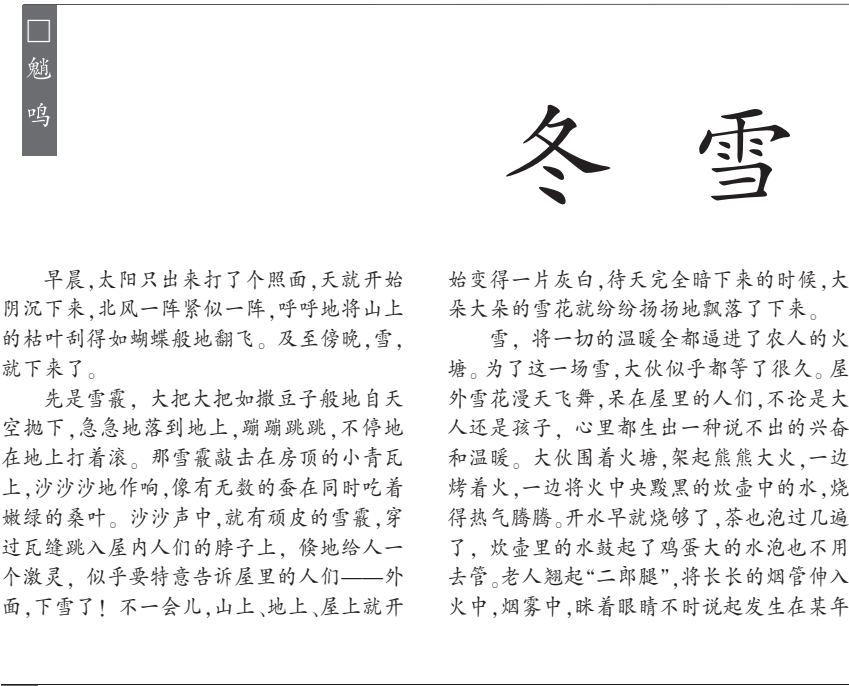 □魈鸣
冬雪
早晨,太阳只出来打了个照面,天就开始
阴沉下来,北风一阵紧似一阵,呼呼地将山上
的枯叶刮得如蝴蝶般地翻飞。及至傍晚,雪,
就下来了。
先是雪霰，大把大把如撒豆子般地自天
空抛下,急急地落到地上,蹦蹦跳跳,不停地
在地上打着滚。那雪霰敲击在房顶的小青瓦
上,沙沙沙地作响,像有无数的蚕在同时吃着
嫩绿的桑叶。沙沙声中,就有顽皮的雪霰,穿
过瓦缝跳入屋内人们的脖子上，倏地给人一
个激灵，似乎要特意告诉屋里的人们——外
面,下雪了！不一会儿,山上、地上、屋上就开
始变得一片灰白,待天完全暗下来的时候,大
朵大朵的雪花就纷纷扬扬地飘落了下来。
雪，将一切的温暖全都逼进了农人的火
塘。为了这一场雪,大伙似乎都等了很久。屋
外雪花漫天飞舞,呆在屋里的人们,不论是大
人还是孩子，心里都生出一种说不出的兴奋
和温暖。大伙围着火塘,架起熊熊大火,一边
烤着火,一边将火中央黢黑的炊壶中的水,烧
得热气腾腾。开水早就烧够了,茶也泡过几遍
了，炊壶里的水鼓起了鸡蛋大的水泡也不用
去管。老人翘起“二郎腿”,将长长的烟管伸入
火中,烟雾中,眯着眼睛不时说起发生在某年